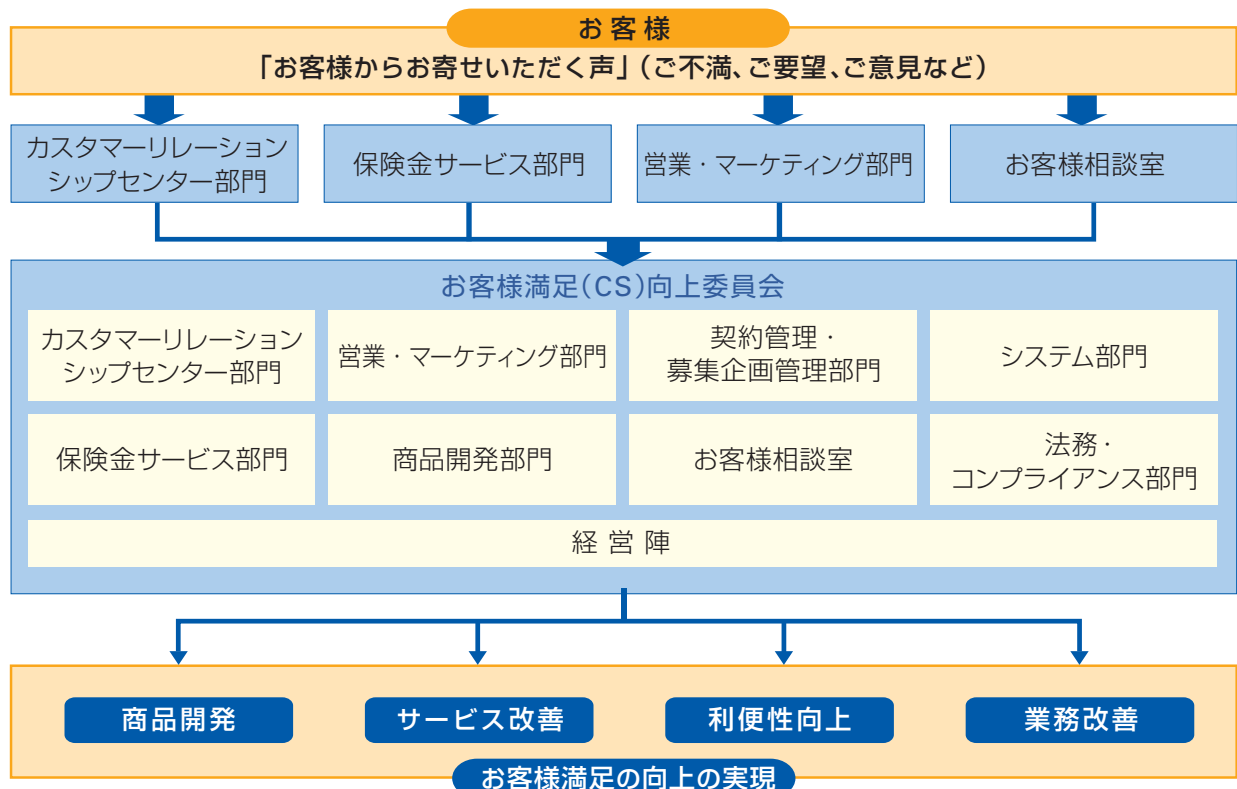 お客様
「お客様からお寄せいただく声」（ご不満、ご要望、ご意見など）
カスタマーリレーション
シップセンター部門
保険金サービス部門
営業・マーケティング部門
お客様相談室
お客様満足（CS）向上委員会
カスタマーリレーション
シップセンター部門
営業・マーケティング部門
契約管理・
募集企画管理部門
システム部門
保険金サービス部門
商品開発部門
お客様相談室
法務・
コンプライアンス部門
経営陣
商品開発
サービス改善
利便性向上
業務改善
お客様満足の向上の実現